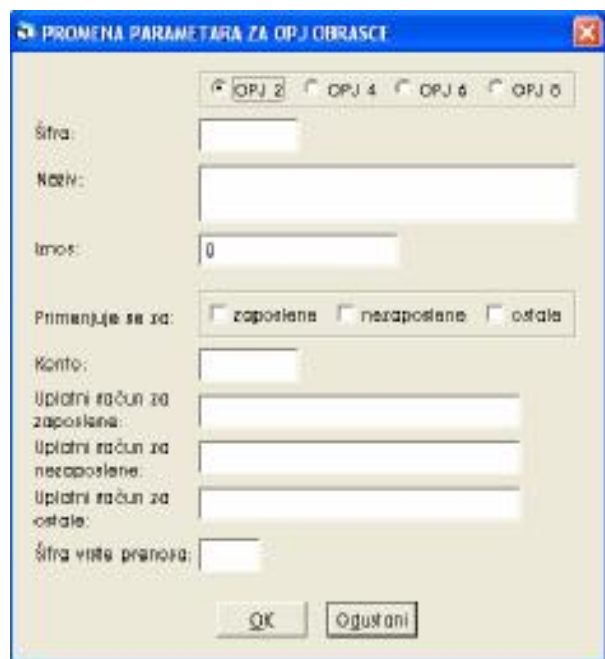 PROMENA PARAMETARA ZA OPJ OBRASCE
OPJ 2 OPJ 4 OPJ 6 OPJ 8
Šifra:
Naziv:
Iznos: 0
Primenjuje se za: zaposlene nezaposlene ostale
Konto:
Uplatni račun za
zaposlene:
Uplatni račun za
nezaposlene:
Uplatni račun za
ostale:
Šifra vrste prenosa:
OK Odustani